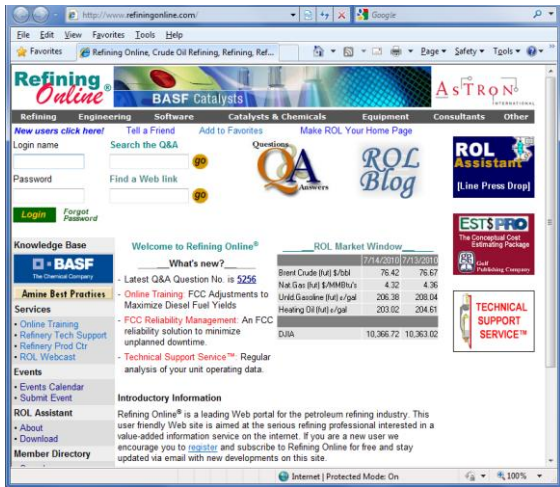 http://www.refiningonline.com/
Google
File Edit View Favorites Tools Help
Favorites
Refining Online, Crude Oil Refining, Refining, Ref...
Page Safety Tools
Refining Online®
BASF Catalysts
ASTRON INTERNATIONAL
Refining Engineering Software Catalysts & Chemicals Equipment Consultants Other
New users click here! Tell a Friend Add to Favorites Make ROL Your Home Page
Login name
Password
Login
Forgot Password
Search the Q&A
go
Find a Web link
go
Questions
Q&A
Answers
ROL
Blog
ROL
Assistant
[Line Press Drop]
Knowledge Base
BASF
The Chemical Company
Amine Best Practices
Services
• Online Training
• Refinery Tech Support
• Refinery Prod Ctr
• ROL Webcast
Events
• Events Calendar
• Submit Event
ROL Assistant
• About
• Download
Member Directory
Welcome to Refining Online®
What's new?
- Latest Q&A Question No. is 5256
- Online Training: FCC Adjustments to
Maximize Diesel Fuel Yields
- FCC Reliability Management: An FCC
reliability solution to minimize
unplanned downtime.
- Technical Support Service™: Regular
analysis of your unit operating data.
ROL Market Window
7/14/2010 7/13/2010
Brent Crude (fut) $/bbl 76.42 76.67
Nat.Gas (fut) $/MMBtu's 4.32 4.36
Unld.Gasoline (fut) ¢/gal 206.38 208.04
Heating Oil (fut) ¢/gal 203.02 204.61
DJIA 10,366.72 10,363.02
ESTSPRO
The Conceptual Cost
Estimating Package
Gulf
Publishing Company
TECHNICAL
SUPPORT
SERVICE™
Introductory Information
Refining Online® is a leading Web portal for the petroleum refining industry. This
user friendly Web site is aimed at the serious refining professional interested in a
value-added information service on the internet. If you are a new user we
encourage you to register and subscribe to Refining Online for free and stay
updated via email with new developments on this site.
Internet | Protected Mode: On
100%